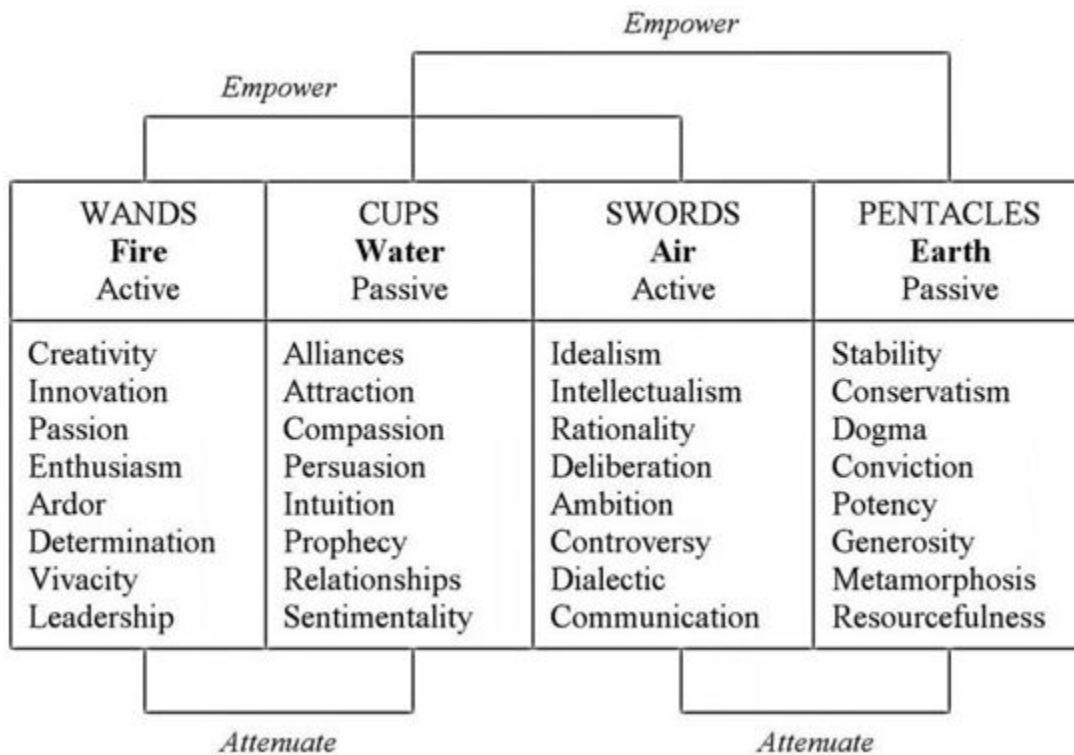 Empower
Empower
WANDS
Fire
Active
CUPS
Water
Passive
SWORDS
Air
Active
PENTACLES
Earth
Passive
Creativity
Innovation
Passion
Enthusiasm
Ardor
Determination
Vivacity
Leadership
Alliances
Attraction
Compassion
Persuasion
Intuition
Prophecy
Relationships
Sentimentality
Idealism
Intellectualism
Rationality
Deliberation
Ambition
Controversy
Dialectic
Communication
Stability
Conservatism
Dogma
Conviction
Potency
Generosity
Metamorphosis
Resourcefulness
Attenuate
Attenuate